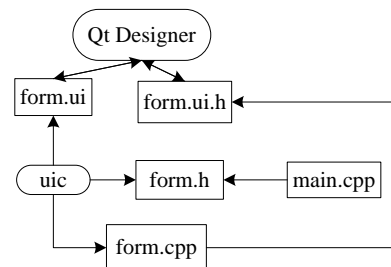 Qt Designer
form.ui
form.ui.h
uic
form.h
main.cpp
form.cpp